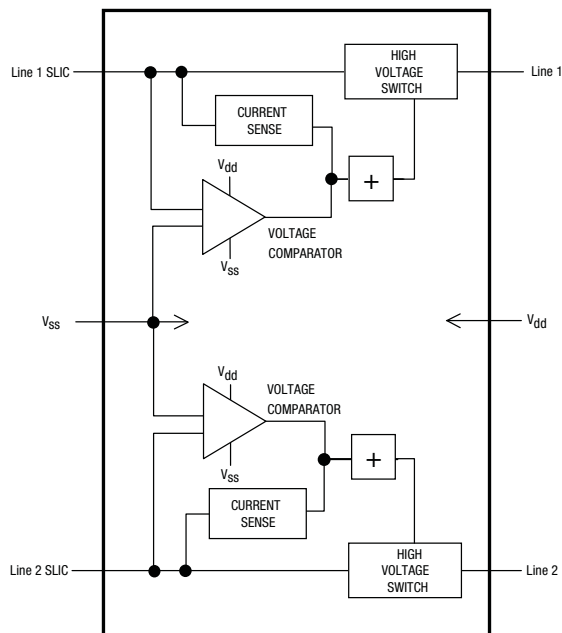 HIGH
VOLTAGE
SWITCH
Line 1 SLIC
Line 1
CURRENT
SENSE
Vdd
+
VOLTAGE
COMPARATOR
Vss
Vss
Vdd
Vdd
VOLTAGE
COMPARATOR
+
Vss
CURRENT
SENSE
HIGH
VOLTAGE
SWITCH
Line 2 SLIC
Line 2